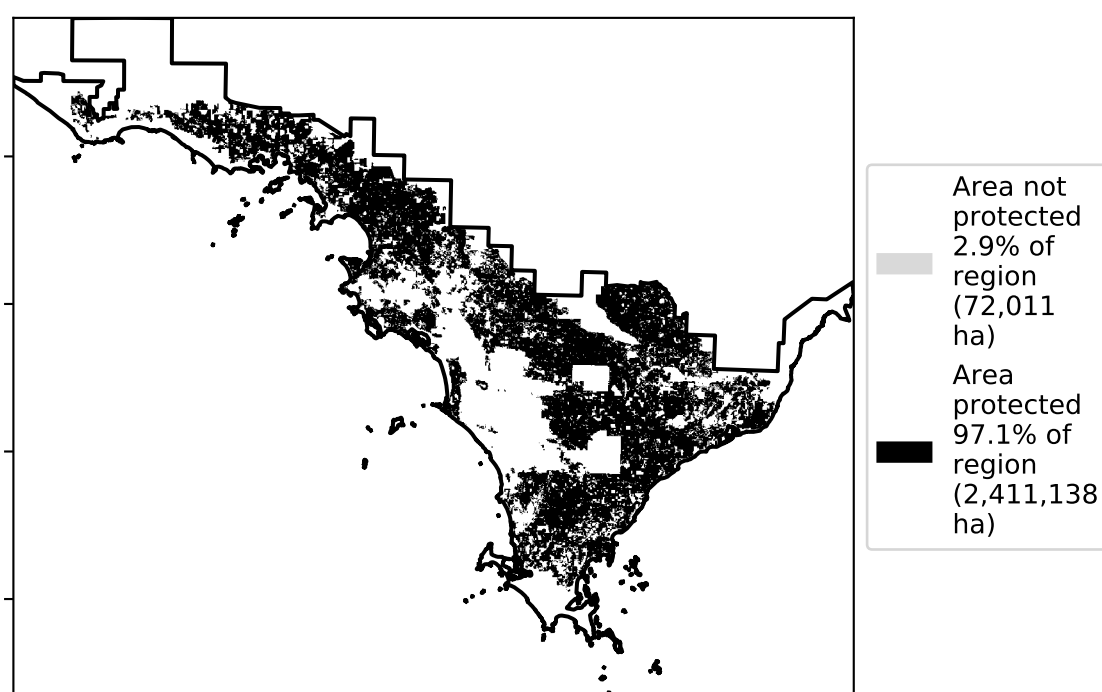 Area not
protected
2.9% of
region
(72,011
ha)
Area
protected
97.1% of
region
(2,411,138
ha)